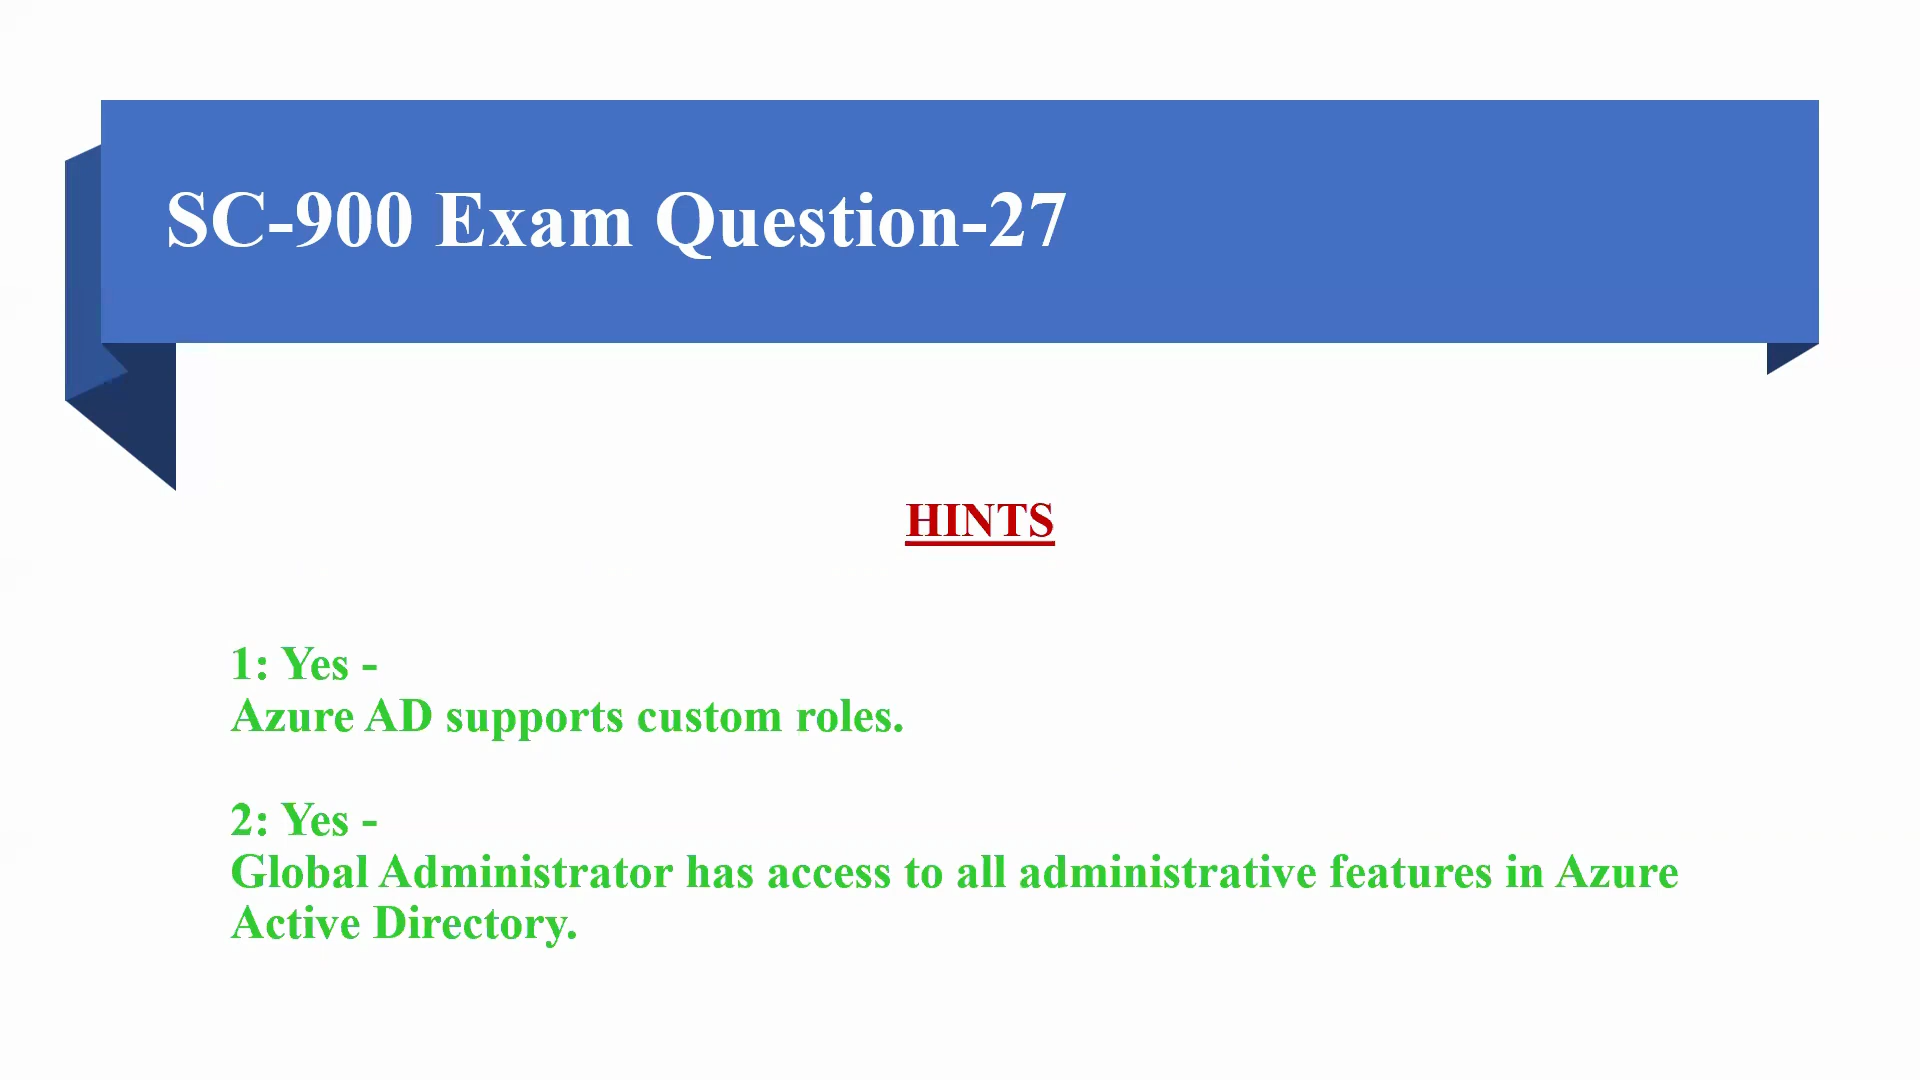 SC-900 Exam Question-27
HINTS
1: Yes -
Azure AD supports custom roles.
2: Yes -
Global Administrator has access to all administrative features in Azure
Active Directory.